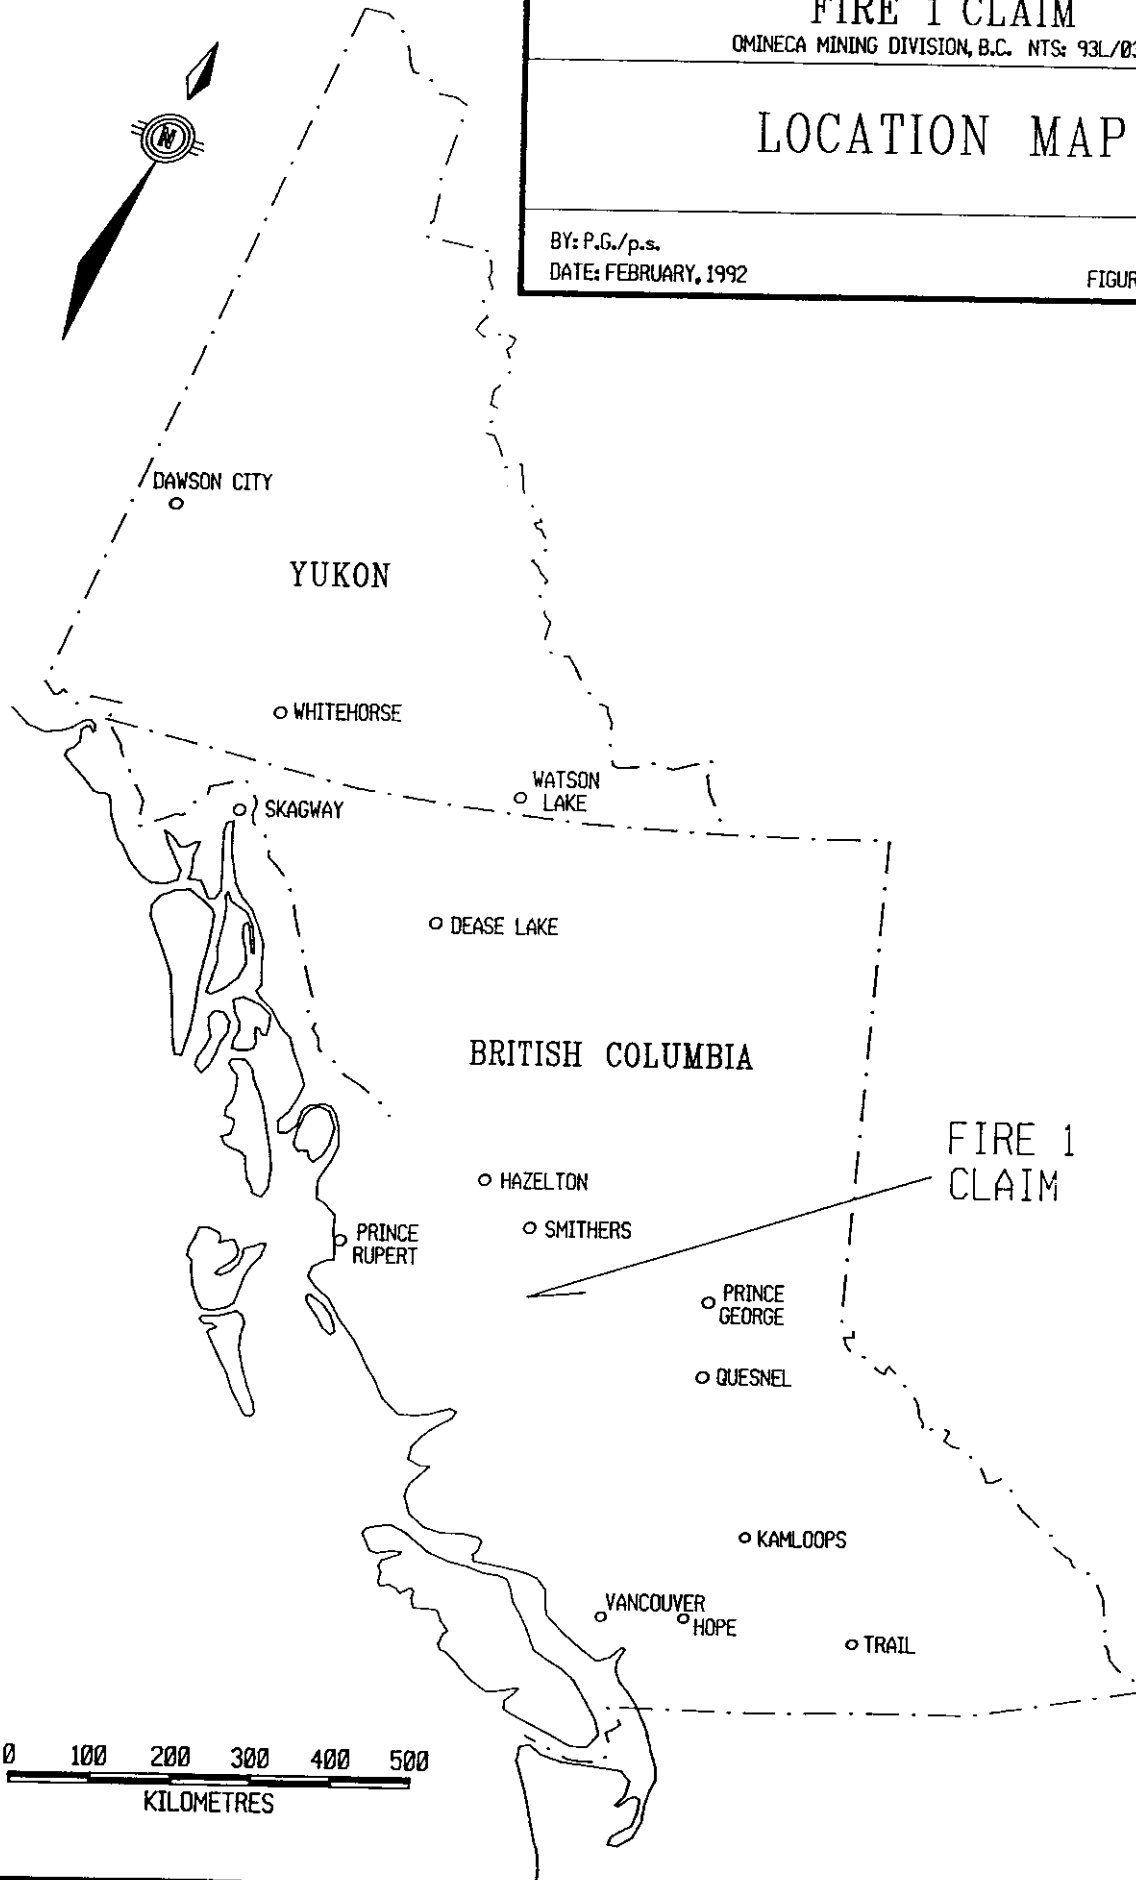 FIRE 1 CLAIM
OMINECA MINING DIVISION, B.C. NTS: 93L/03
LOCATION MAP
BY: P.G./p.s.
DATE: FEBRUARY, 1992
FIGUR
N
DAWSON CITY
YUKON
WHITEHORSE
WATSON
LAKE
SKAGWAY
DEASE LAKE
BRITISH COLUMBIA
FIRE 1
CLAIM
HAZELTON
SMITHERS
PRINCE
RUPERT
PRINCE
GEORGE
QUESNEL
KAMLOOPS
VANCOUVER
HOPE
TRAIL
0 100 200 300 400 500
KILOMETRES